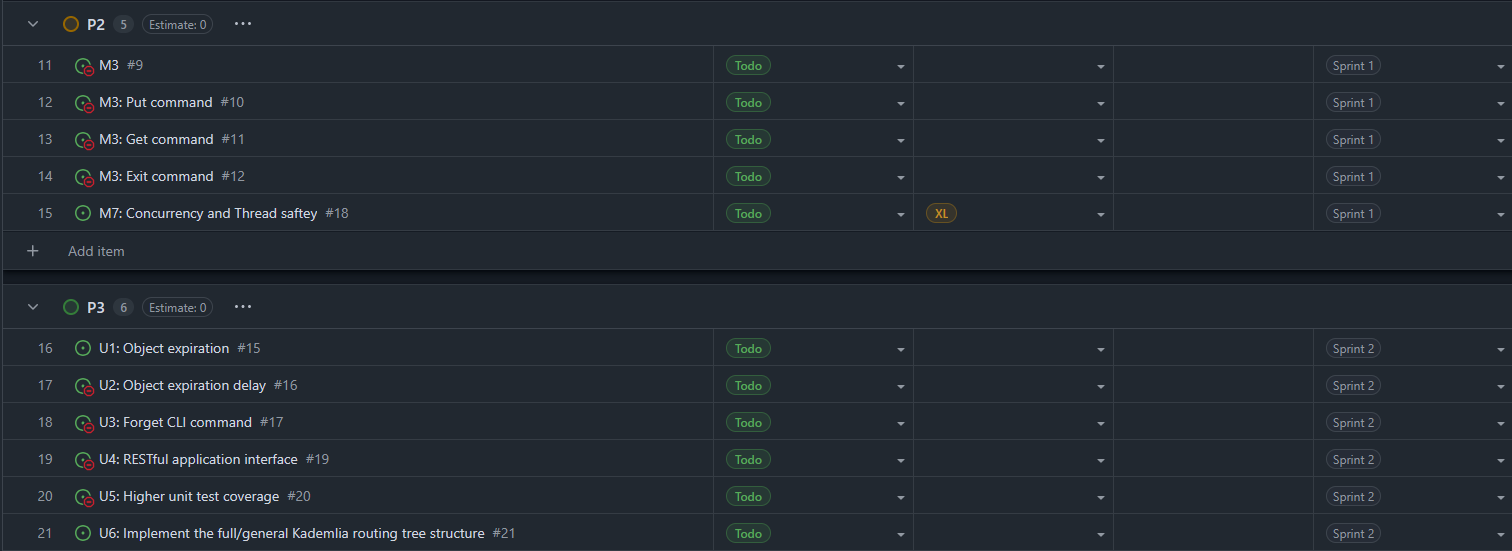 P2 5 Estimate: 0 ...
11 M3 #9 Todo Sprint 1
12 M3: Put command #10 Todo Sprint 1
13 M3: Get command #11 Todo Sprint 1
14 M3: Exit command #12 Todo Sprint 1
15 M7: Concurrency and Thread saftey #18 Todo XL Sprint 1
+ Add item
P3 6 Estimate: 0 ...
16 U1: Object expiration #15 Todo Sprint 2
17 U2: Object expiration delay #16 Todo Sprint 2
18 U3: Forget CLI command #17 Todo Sprint 2
19 U4: RESTful application interface #19 Todo Sprint 2
20 U5: Higher unit test coverage #20 Todo Sprint 2
21 U6: Implement the full/general Kademlia routing tree structure #21 Todo Sprint 2